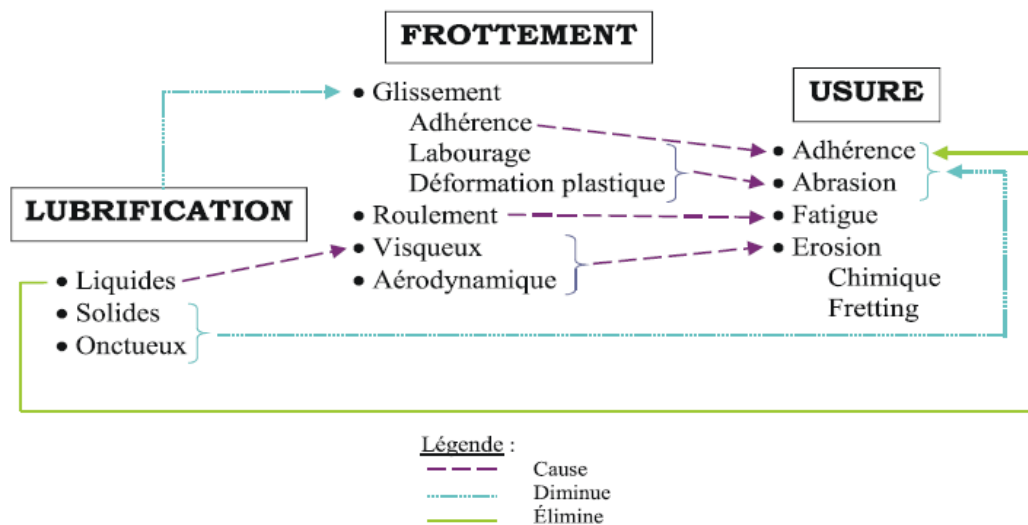 FROTTEMENT
• Glissement
Adhérence
Labourage
Déformation plastique
• Roulement
• Visqueux
• Aérodynamique
USURE
• Adhérence
• Abrasion
• Fatigue
• Erosion
Chimique
Fretting
LUBRIFICATION
• Liquides
• Solides
• Onctueux
Légende :
Cause
Diminue
Élimine